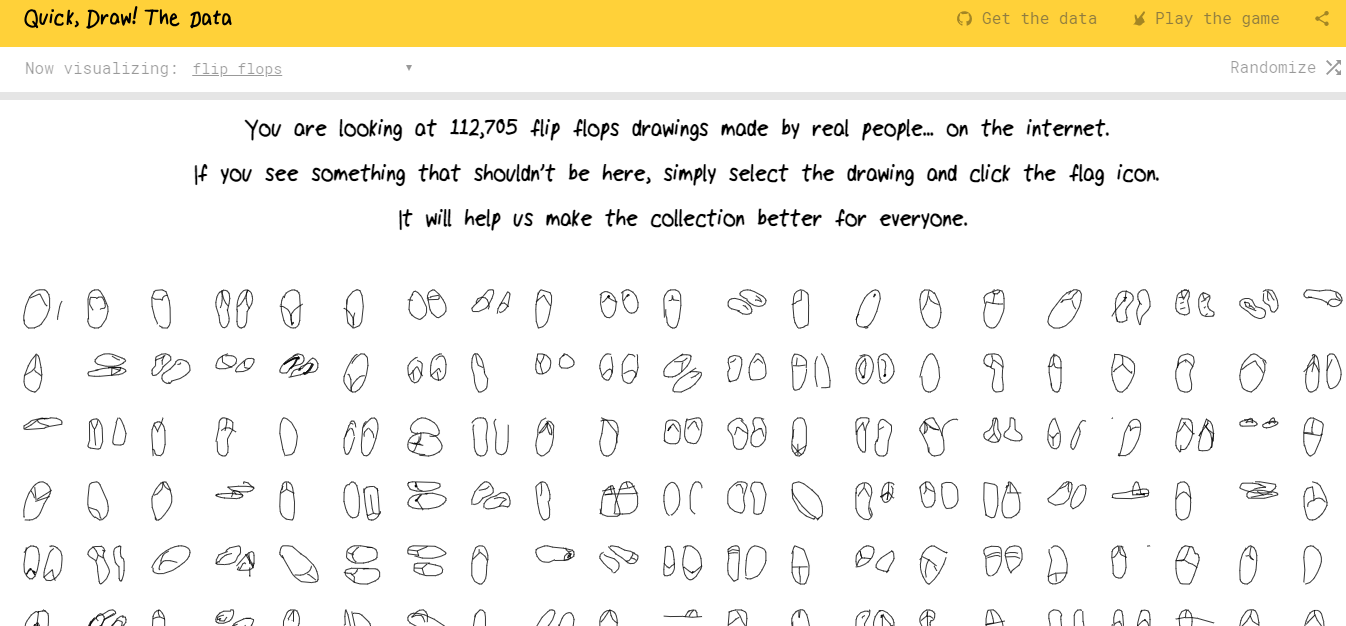 Quick, Draw! The Data
Get the data
Play the game
Now visualizing: flip flops
Randomize
You are looking at 112,705 flip flops drawings made by real people... on the internet.
If you see something that shouldn't be here, simply select the drawing and click the flag icon.
It will help us make the collection better for everyone.